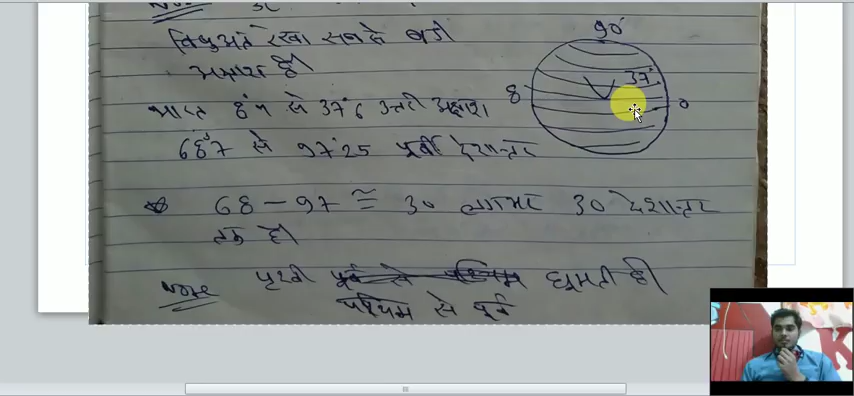 90°
विषुवत रेखा सबसे बडी
अक्षांश है।
37°
8
0
भारत 8°4 से 37°6 उत्तरी अक्षांश।
68°7 से 97°25 पूर्वी देशान्तर
68 - 97 ≅ 30 लगभग 30 देशान्तर
तक है।
Note पृथ्वी पूर्व से पश्चिम घुमती है।
पश्चिम से पूर्व
K